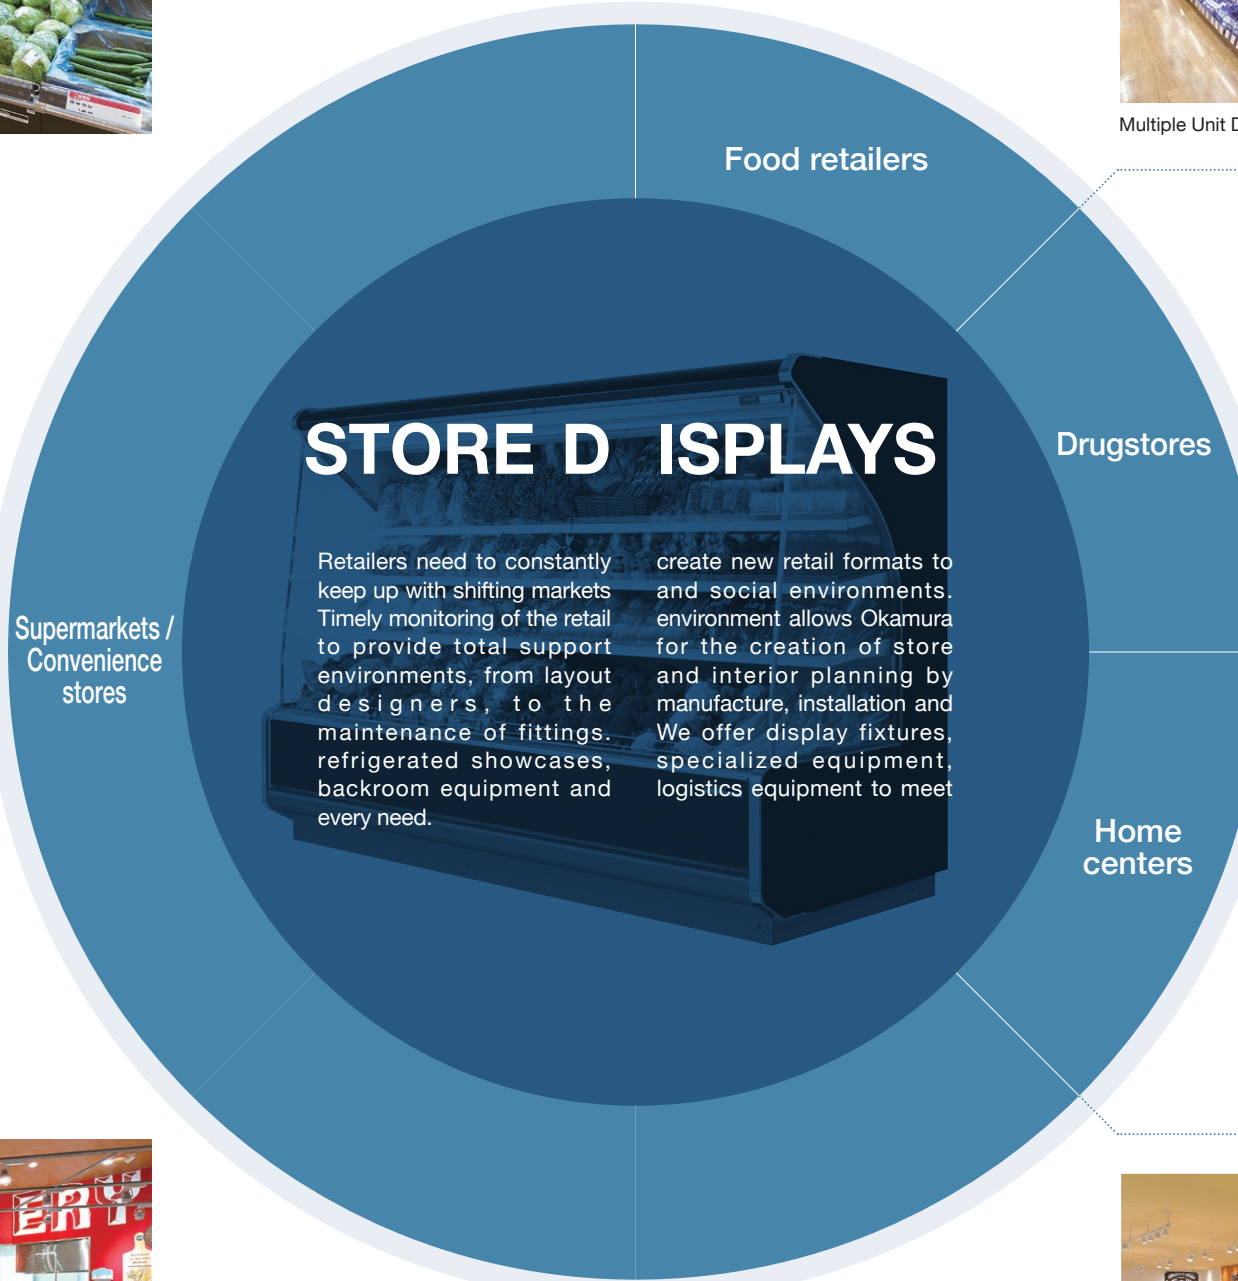 Multiple Unit D
Food retailers
Drugstores
STORE D ISPLAYS
Retailers need to constantly create new retail formats to
keep up with shifting markets and social environments.
Timely monitoring of the retail environment allows Okamura
to provide total support for the creation of store
environments, from layout and interior planning by
designers, to the manufacture, installation and
maintenance of fittings. We offer display fixtures,
refrigerated showcases, specialized equipment,
backroom equipment and logistics equipment to meet
every need.
Supermarkets /
Convenience
stores
Home
centers
ERY